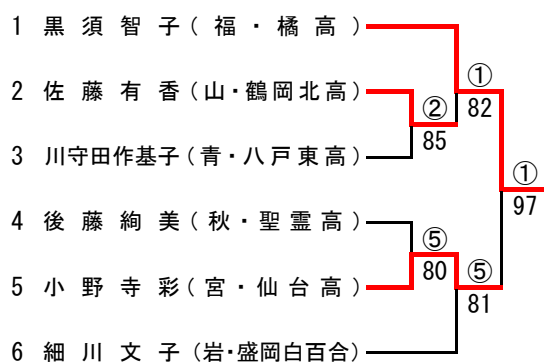 1 黒須智子(福・橘高)
①
2 佐藤有香(山・鶴岡北高)
②
82
85
3 川守田作基子(青・八戸東高)
①
97
4 後藤絢美(秋・聖霊高)
⑤
5 小野寺彩(宮・仙台高)
80
⑤
81
6 細川文子(岩・盛岡白百合)